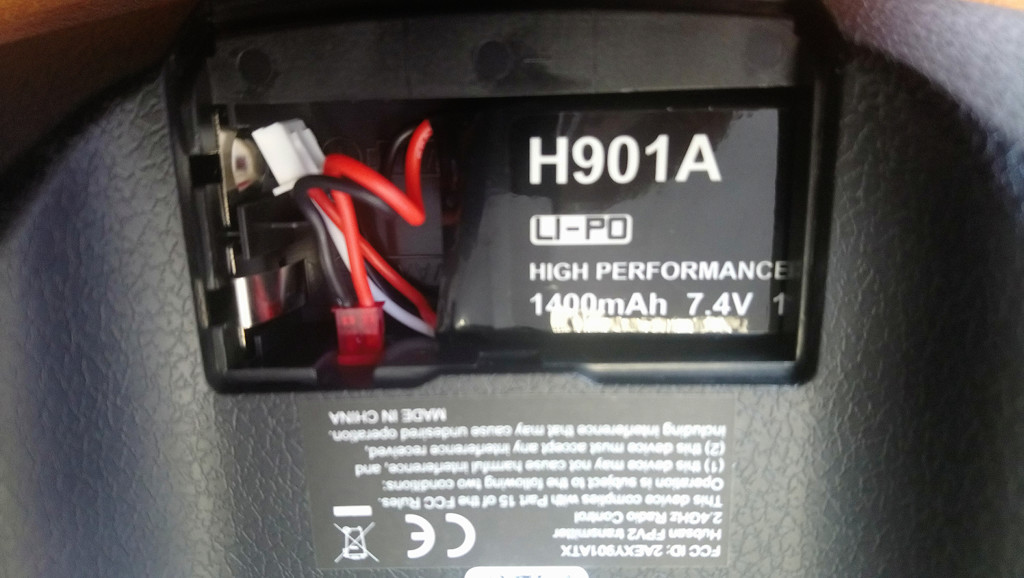 H901A
LI-PO
HIGH PERFORMANCE
1400mAh 7.4V 1
FCC ID: 2AEXY901ATX
Hubsan FPV2 transmitter
2.4GHz Radio Control
This device complies with Part 15 of the FCC Rules.
Operation is subject to the following two conditions:
(1) this device may not cause harmful interference, and
(2) this device must accept any interference received,
including interference that may cause undesired operation.
MADE IN CHINA
CE